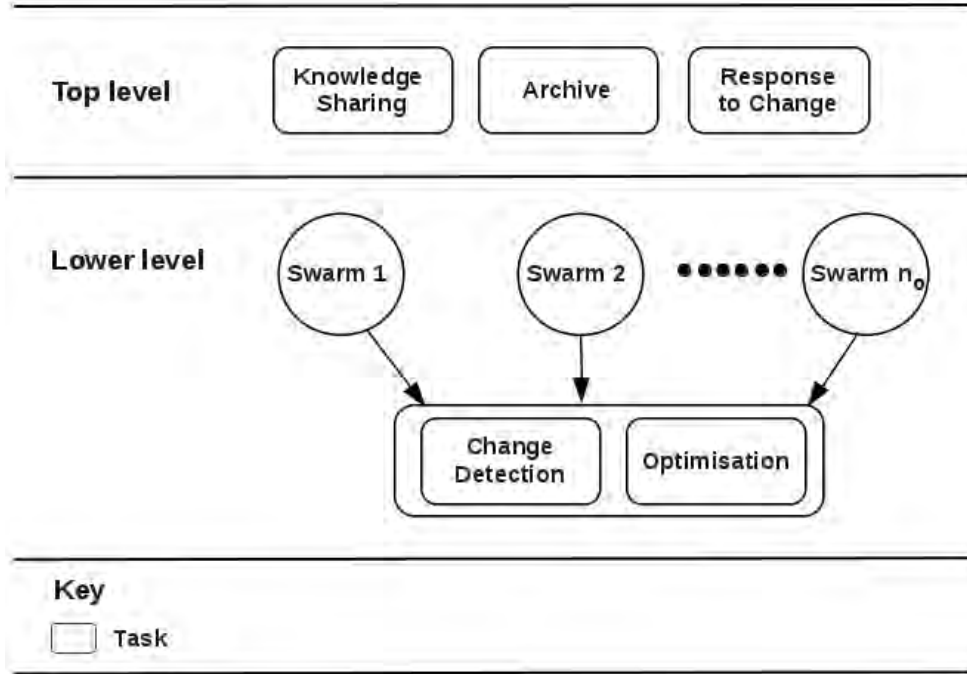 Top level
Knowledge
Sharing
Archive
Response
to Change
Lower level
Swarm 1
Swarm 2
Swarm nₒ
Change
Detection
Optimisation
Key
Task